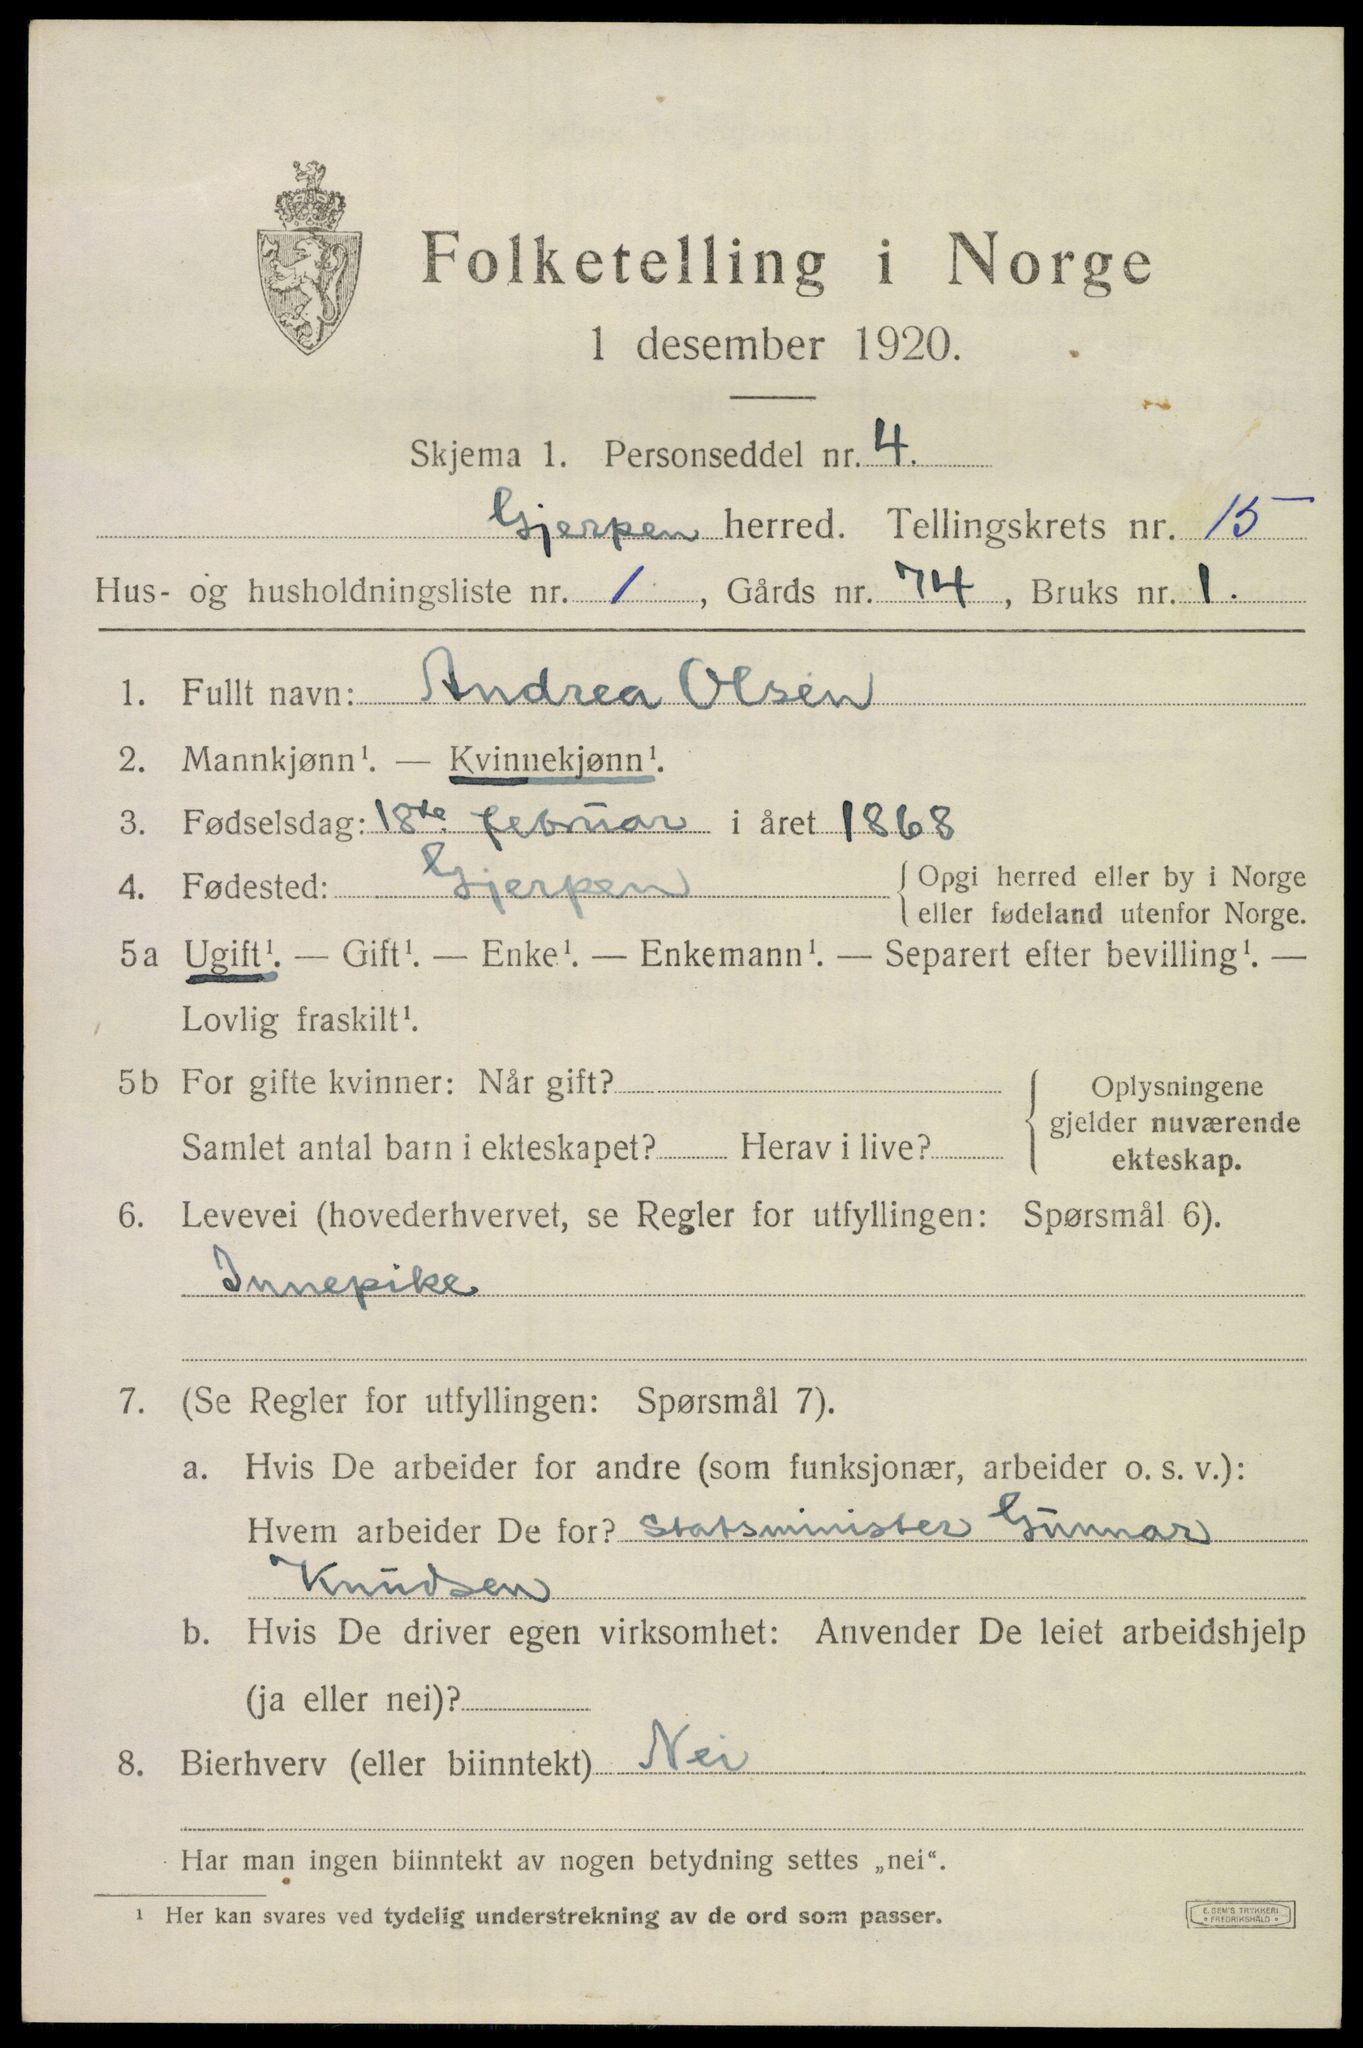 Folketelling i Norge
1 desember 1920.
Skjema 1. Personseddel nr. 4.
Gjerpen herred. Tellingskrets nr. 15
Hus- og husholdningsliste nr. 1, Gårds nr. 74, Bruks nr. 1.
1. Fullt navn: Andrea Olsen
2. Mannkjønn¹. — Kvinnekjønn¹.
3. Fødselsdag: 18de februar i året 1868
4. Fødested: Gjerpen { Opgi herred eller by i Norge
eller fødeland utenfor Norge.
5a Ugift¹. — Gift¹. — Enke¹. — Enkemann¹. — Separert efter bevilling¹. —
Lovlig fraskilt¹.
5b For gifte kvinner: Når gift?
Samlet antal barn i ekteskapet? Herav i live?
Oplysningene
gjelder nuværende
ekteskap.
6. Levevei (hovederhvervet, se Regler for utfyllingen: Spørsmål 6).
Innepike
7. (Se Regler for utfyllingen: Spørsmål 7).
a. Hvis De arbeider for andre (som funksjonær, arbeider o. s. v.):
Hvem arbeider De for? Statsminister Gunnar
Knudsen
b. Hvis De driver egen virksomhet: Anvender De leiet arbeidshjelp
(ja eller nei)?
8. Bierhverv (eller biinntekt) Nei
Har man ingen biinntekt av nogen betydning settes „nei“.
¹ Her kan svares ved tydelig understrekning av de ord som passer.
E. SEM'S TRYKKERI
FREDRIKSHALD